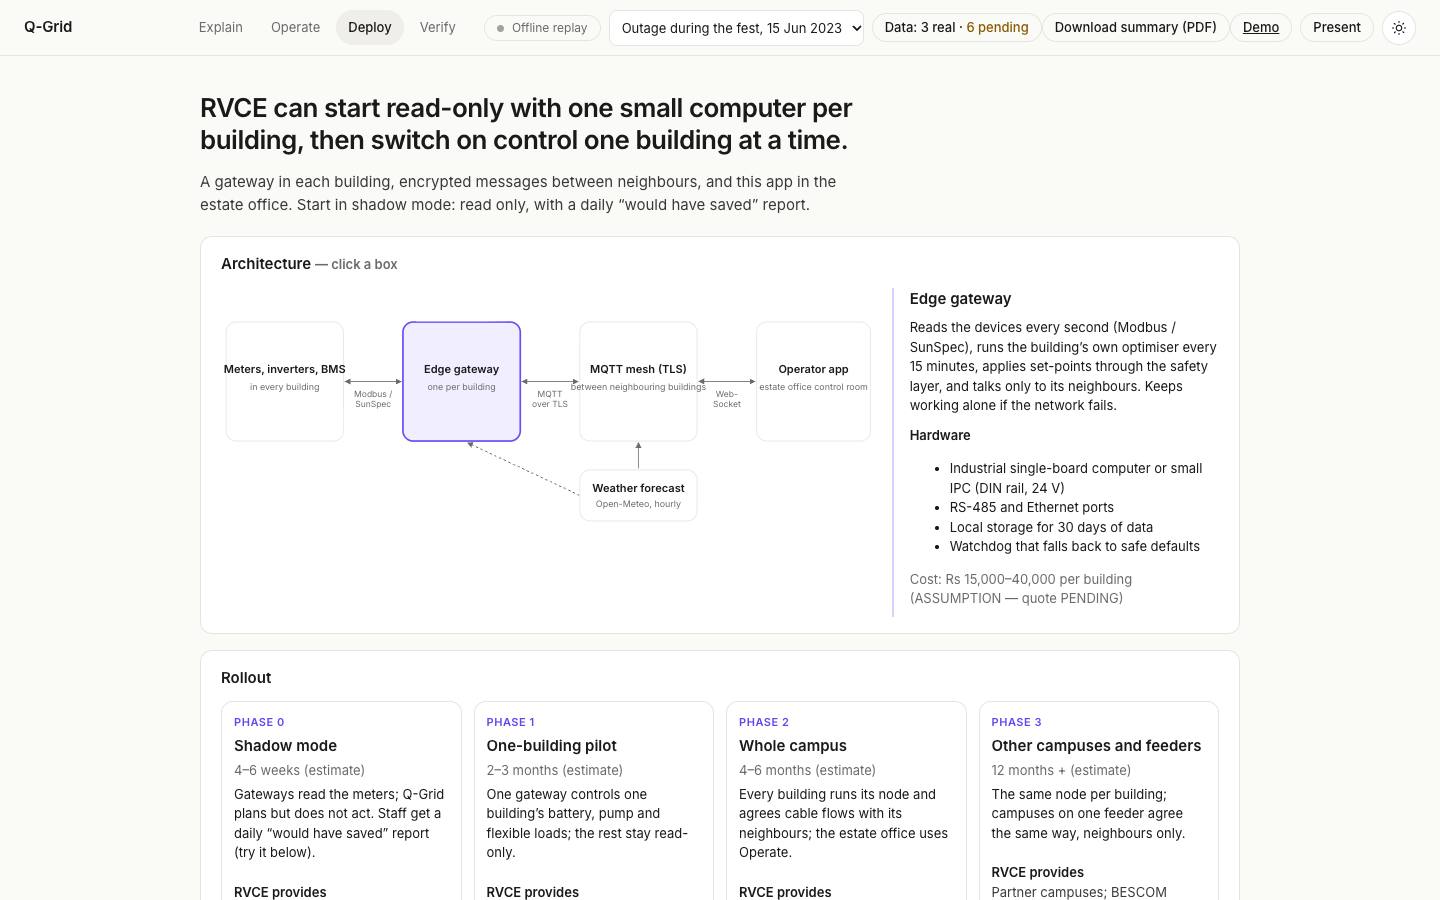 Q-Grid
Explain
Operate
Deploy
Verify
Offline replay
Outage during the fest, 15 Jun 2023
Data: 3 real · 6 pending
Download summary (PDF)
Demo
Present
RVCE can start read-only with one small computer per
building, then switch on control one building at a time.
A gateway in each building, encrypted messages between neighbours, and this app in the
estate office. Start in shadow mode: read only, with a daily “would have saved” report.
Architecture — click a box
Meters, inverters, BMS
in every building
Modbus /
SunSpec
Edge gateway
one per building
MQTT
over TLS
MQTT mesh (TLS)
between neighbouring buildings
Web-
Socket
Operator app
estate office control room
Weather forecast
Open-Meteo, hourly
Edge gateway
Reads the devices every second (Modbus /
SunSpec), runs the building’s own optimiser every
15 minutes, applies set-points through the safety
layer, and talks only to its neighbours. Keeps
working alone if the network fails.
Hardware
• Industrial single-board computer or small
IPC (DIN rail, 24 V)
• RS-485 and Ethernet ports
• Local storage for 30 days of data
• Watchdog that falls back to safe defaults
Cost: Rs 15,000–40,000 per building
(ASSUMPTION — quote PENDING)
Rollout
PHASE 0
Shadow mode
4–6 weeks (estimate)
Gateways read the meters; Q-Grid
plans but does not act. Staff get a
daily “would have saved” report
(try it below).
RVCE provides
PHASE 1
One-building pilot
2–3 months (estimate)
One gateway controls one
building’s battery, pump and
flexible loads; the rest stay read-
only.
RVCE provides
PHASE 2
Whole campus
4–6 months (estimate)
Every building runs its node and
agrees cable flows with its
neighbours; the estate office uses
Operate.
RVCE provides
PHASE 3
Other campuses and feeders
12 months + (estimate)
The same node per building;
campuses on one feeder agree
the same way, neighbours only.
RVCE provides
Partner campuses; BESCOM